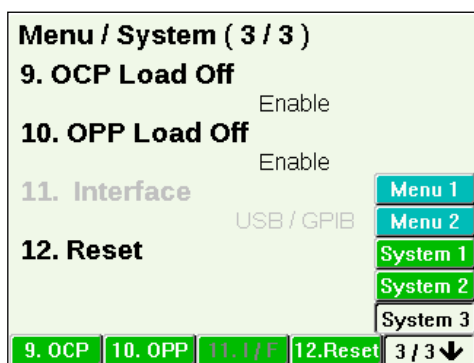 Menu / System ( 3 / 3 )
9. OCP Load Off
Enable
10. OPP Load Off
Enable
11. Interface
USB / GPIB
12. Reset
Menu 1
Menu 2
System 1
System 2
System 3
9. OCP 10. OPP 11. I / F 12.Reset 3 / 3 ↓